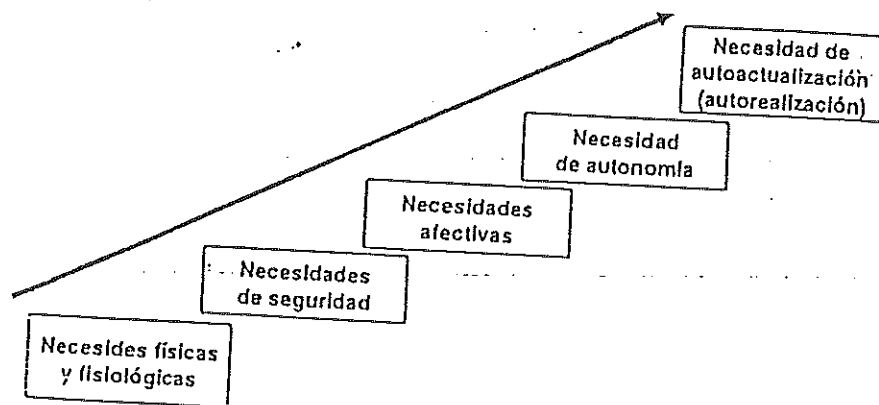 Necesidad de
autoactualización
(autorealización)
Necesidad
de autonomía
Necesidades
afectivas
Necesidades
de seguridad
Necesides físicas
y fisiológicas